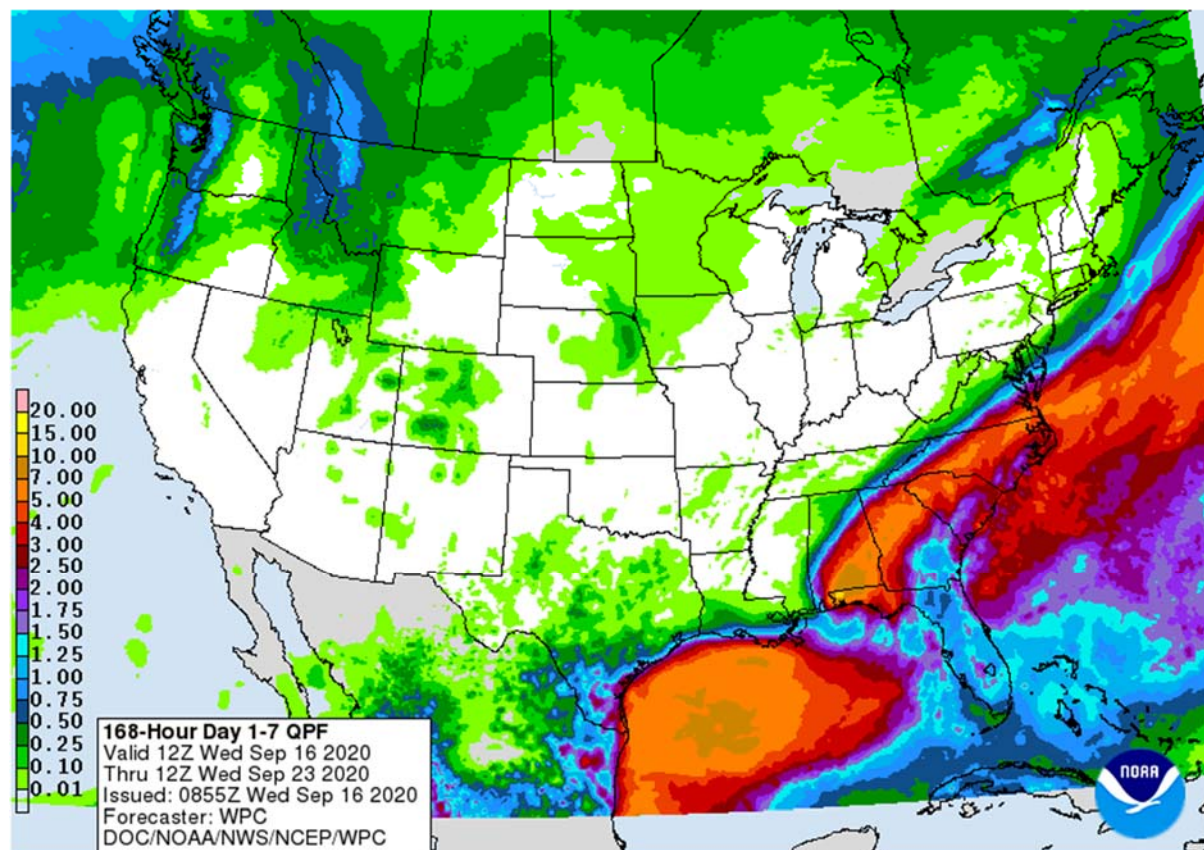 20.00
15.00
10.00
7.00
5.00
4.00
3.00
2.50
2.00
1.75
1.50
1.25
1.00
0.75
0.50
0.25
0.10
0.01
168-Hour Day 1-7 QPF
Valid 12Z Wed Sep 16 2020
Thru 12Z Wed Sep 23 2020
Issued: 0855Z Wed Sep 16 2020
Forecaster: WPC
DOC/NOAA/NWS/NCEP/WPC
NOAA